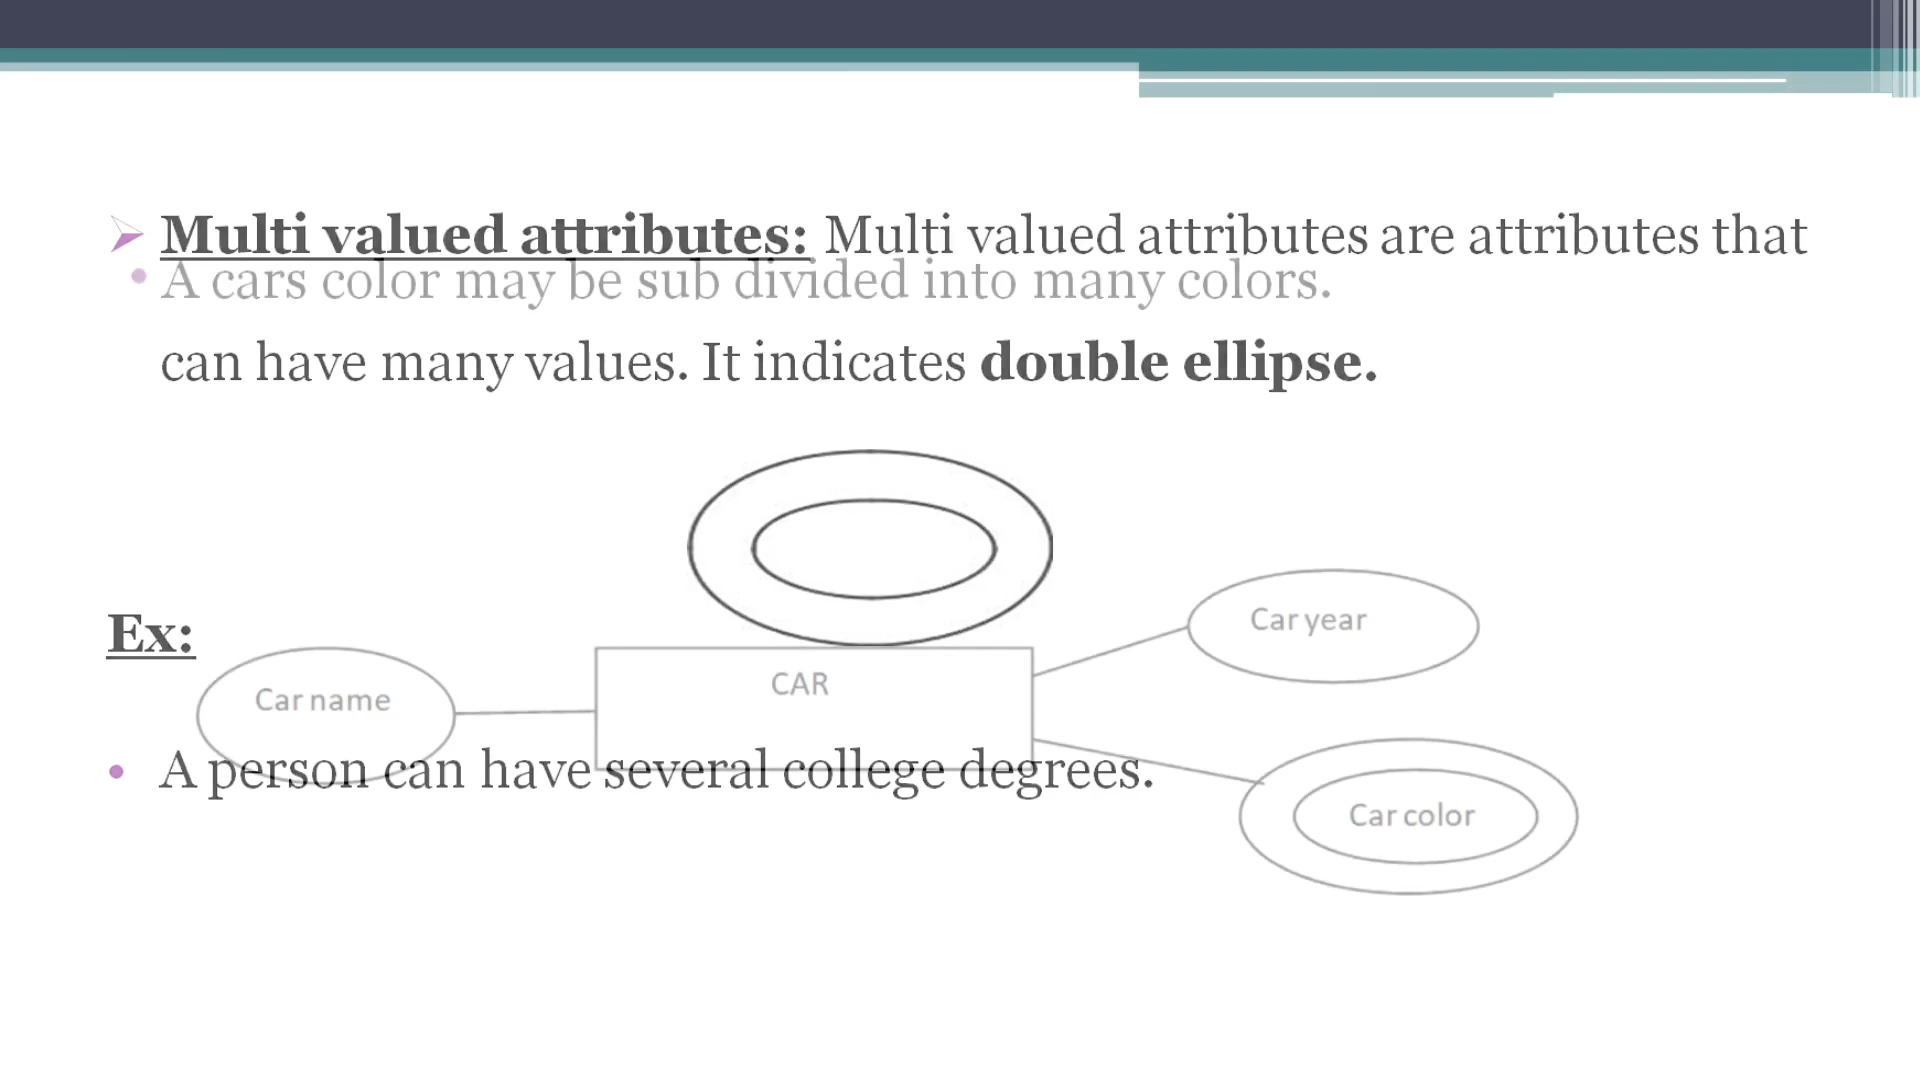 Multi valued attributes: Multi valued attributes are attributes that
A cars color may be sub divided into many colors.
can have many values. It indicates double ellipse.
Car year
Ex:
CAR
Car name
A person can have several college degrees.
Car color